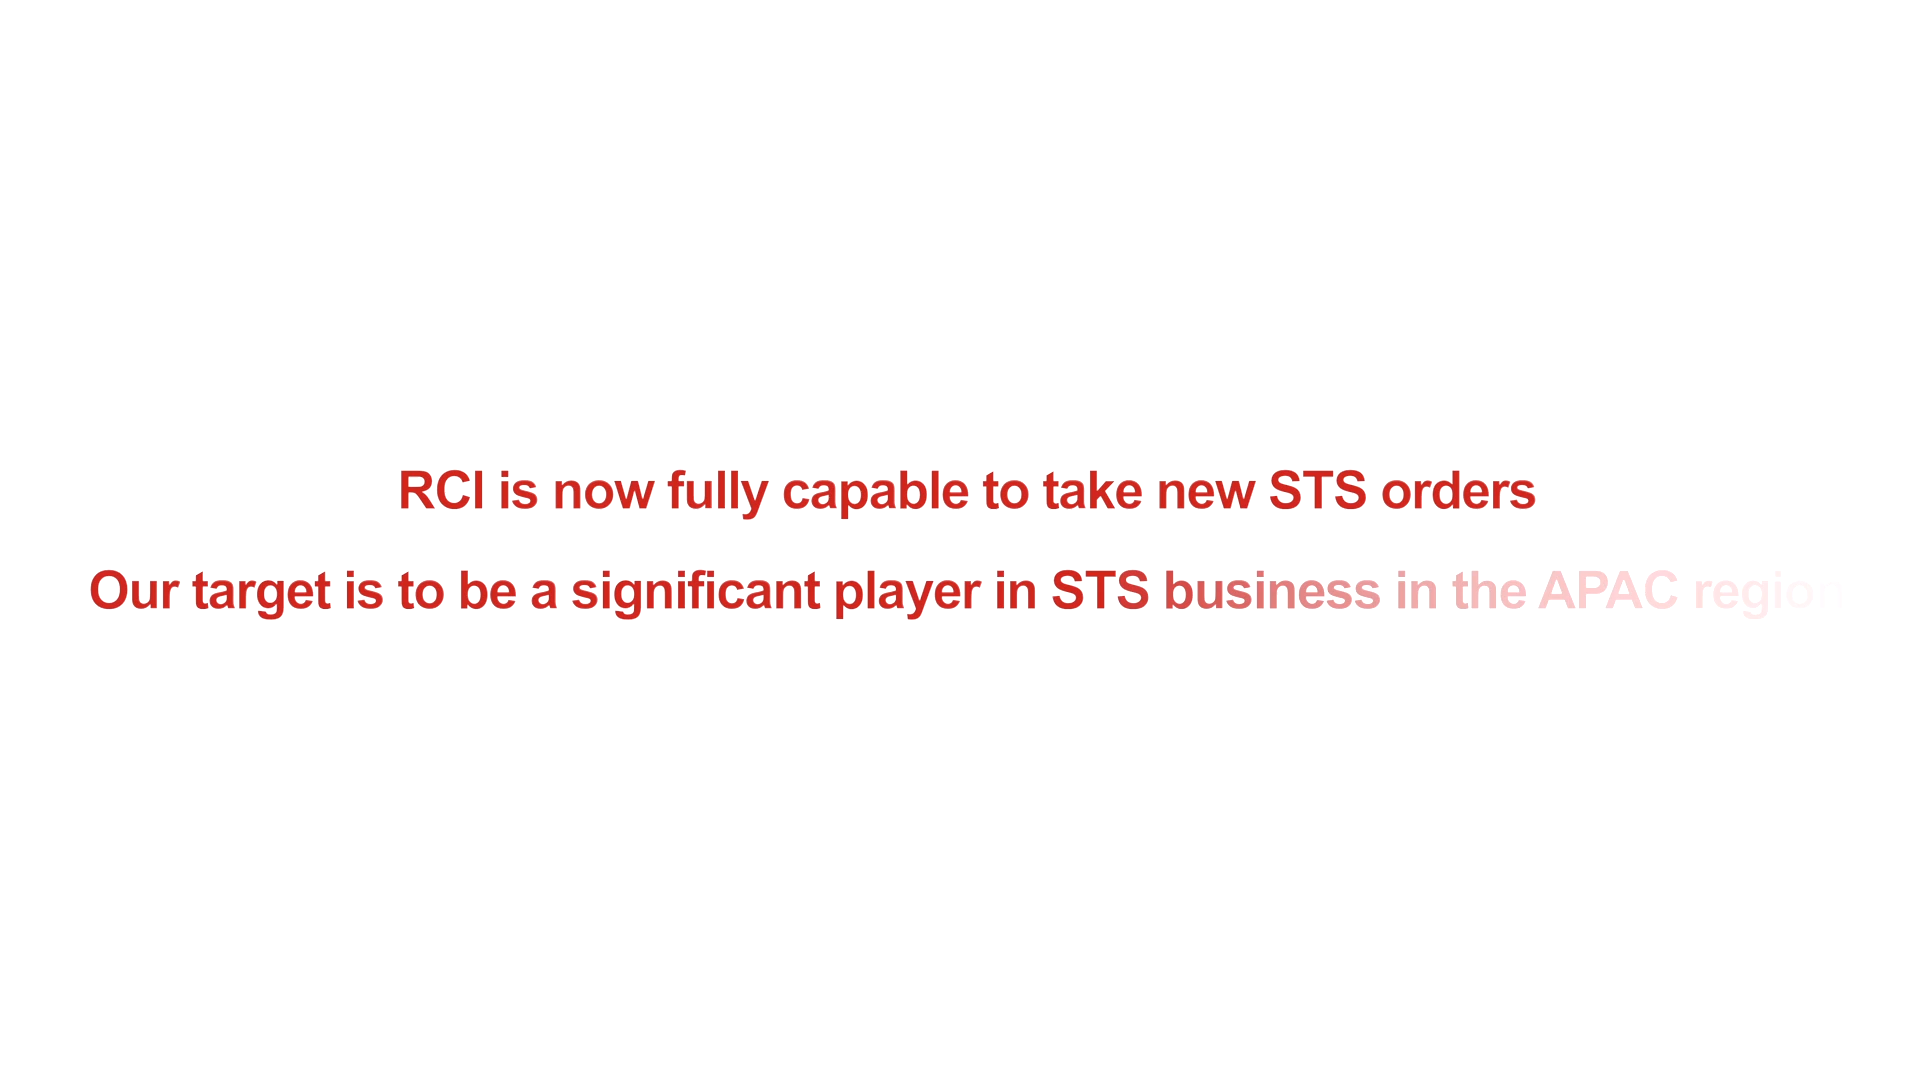 RCI is now fully capable to take new STS orders
Our target is to be a significant player in STS business in the APAC region